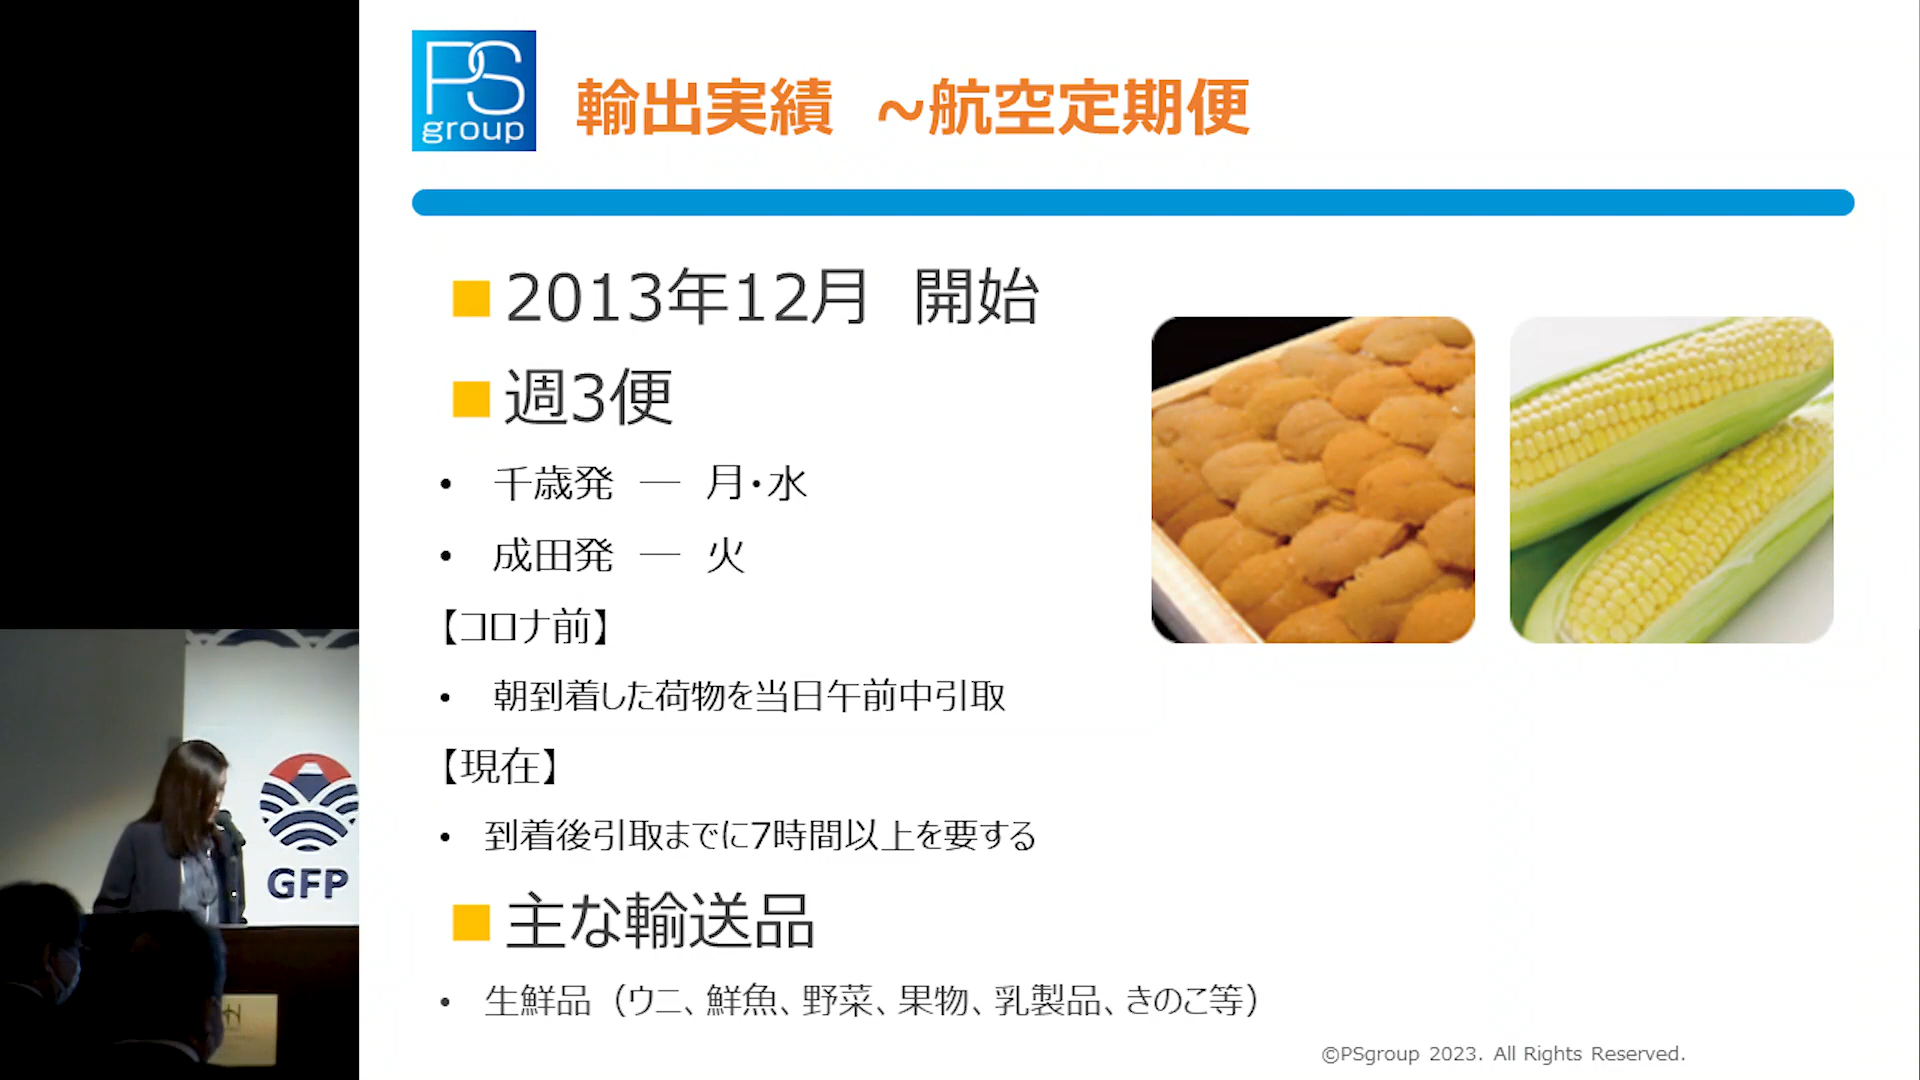 PS
group
輸出実績 ~航空定期便
■2013年12月 開始
■週3便
• 千歳発 ― 月・水
• 成田発 ― 火
【コロナ前】
• 朝到着した荷物を当日午前中引取
【現在】
• 到着後引取までに7時間以上を要する
■主な輸送品
• 生鮮品（ウニ、鮮魚、野菜、果物、乳製品、きのこ等）
©PSgroup 2023. All Rights Reserved.
GFP